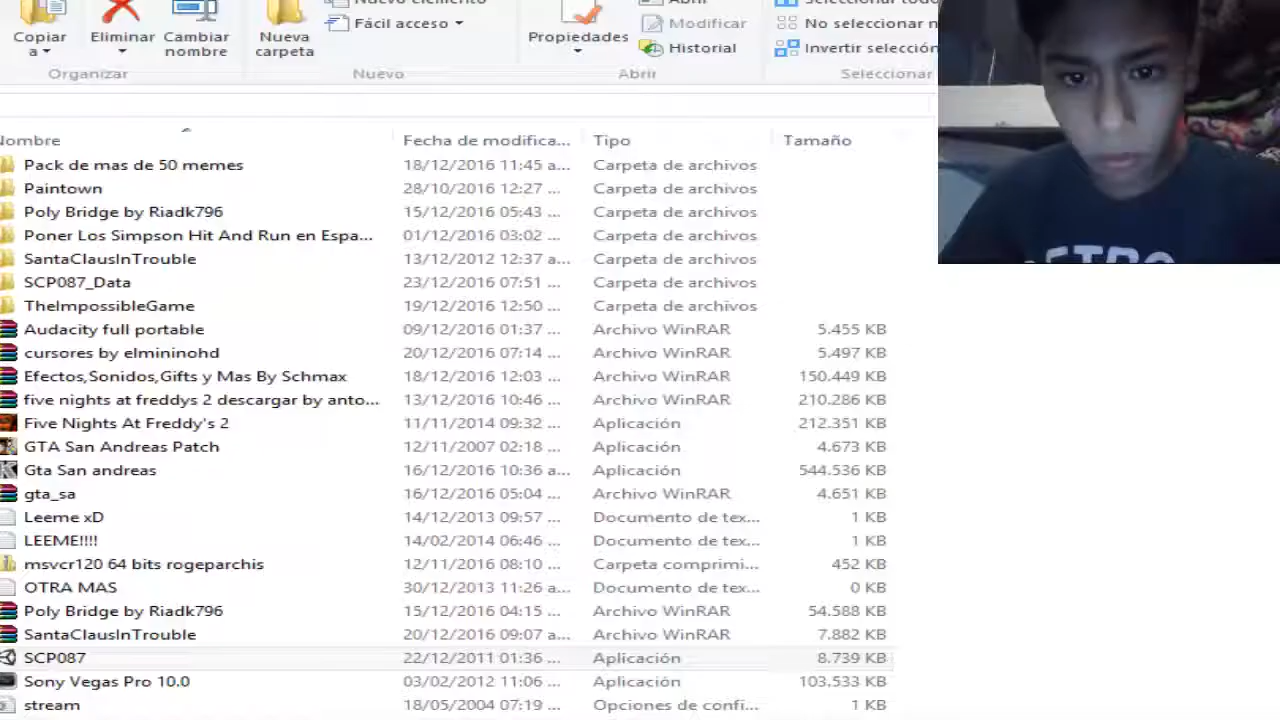 Nuevo elemento
Abrir
Seleccionar todo
Copiar a
Eliminar
Cambiar nombre
Nueva carpeta
Fácil acceso
Propiedades
Modificar
Historial
No seleccionar n
Invertir selección
Organizar
Nuevo
Abrir
Seleccionar
Nombre Fecha de modifica... Tipo Tamaño
Pack de mas de 50 memes 18/12/2016 11:45 a... Carpeta de archivos
Paintown 28/10/2016 12:27 ... Carpeta de archivos
Poly Bridge by Riadk796 15/12/2016 05:43 ... Carpeta de archivos
Poner Los Simpson Hit And Run en Espa... 01/12/2016 03:02 ... Carpeta de archivos
SantaClausInTrouble 13/12/2012 12:37 a... Carpeta de archivos
SCP087_Data 23/12/2016 07:51 ... Carpeta de archivos
TheImpossibleGame 19/12/2016 12:50 ... Carpeta de archivos
Audacity full portable 09/12/2016 01:37 ... Archivo WinRAR 5.455 KB
cursores by elmininohd 20/12/2016 07:14 ... Archivo WinRAR 5.497 KB
Efectos,Sonidos,Gifts y Mas By Schmax 18/12/2016 12:03 ... Archivo WinRAR 150.449 KB
five nights at freddys 2 descargar by anto... 13/12/2016 10:46 ... Archivo WinRAR 210.286 KB
Five Nights At Freddy's 2 11/11/2014 09:32 ... Aplicación 212.351 KB
GTA San Andreas Patch 12/11/2007 02:18 ... Aplicación 4.673 KB
Gta San andreas 16/12/2016 10:36 a... Aplicación 544.536 KB
gta_sa 16/12/2016 05:04 ... Archivo WinRAR 4.651 KB
Leeme xD 14/12/2013 09:57 ... Documento de tex... 1 KB
LEEME!!!! 14/02/2014 06:46 ... Documento de tex... 1 KB
msvcr120 64 bits rogeparchis 12/11/2016 08:10 ... Carpeta comprimi... 452 KB
OTRA MAS 30/12/2013 11:26 a... Documento de tex... 0 KB
Poly Bridge by Riadk796 15/12/2016 04:15 ... Archivo WinRAR 54.588 KB
SantaClausInTrouble 20/12/2016 09:07 a... Archivo WinRAR 7.882 KB
SCP087 22/12/2011 01:36 ... Aplicación 8.739 KB
Sony Vegas Pro 10.0 03/02/2012 11:06 ... Aplicación 103.533 KB
stream 18/05/2004 07:19 ... Opciones de confi... 1 KB